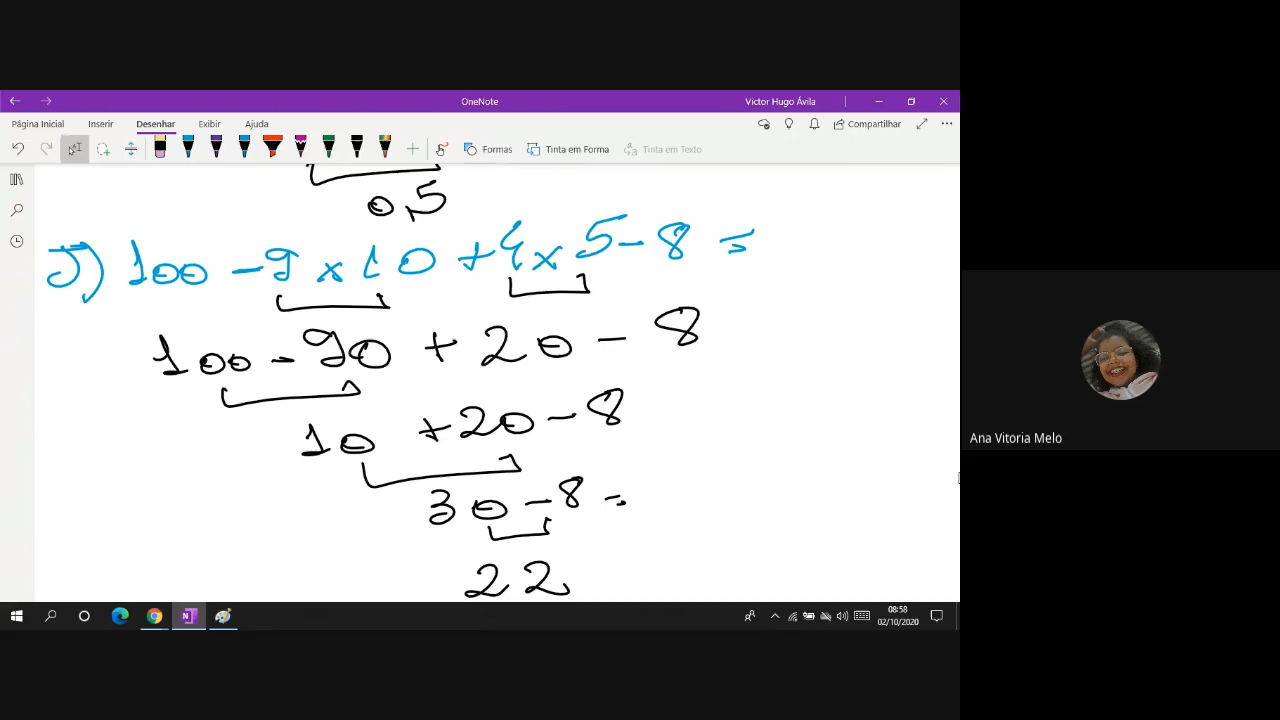 OneNote
Victor Hugo Ávila
Página Inicial Inserir Desenhar Exibir Ajuda
Compartilhar
Formas Tinta em Forma Tinta em Texto
0,5
J) 100 - 9 x 10 + 4 x 5 - 8 =
100 - 90 + 20 - 8
10 + 20 - 8
30 - 8 =
22
Ana Vitoria Melo
08:58
02/10/2020